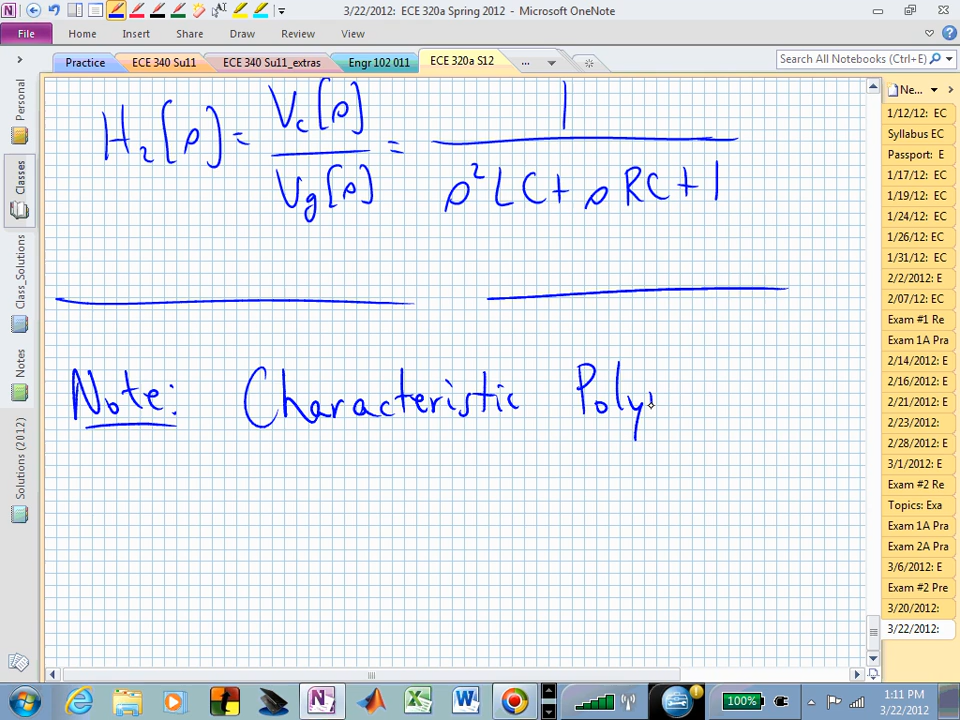 3/22/2012: ECE 320a Spring 2012 - Microsoft OneNote
File Home Insert Share Draw Review View
Practice ECE 340 Su11 ECE 340 Su11_extras Engr 102 011 ECE 320a S12 ...
Search All Notebooks (Ctrl+E)
Personal
Classes
Class_Solutions
Notes
Solutions (2012)
H₂[s] = Vc[s] / Vg[s] = 1 / s²LC + sRC + 1
Note: Characteristic Poly
Ne...
1/12/12: EC
Syllabus EC
Passport: E
1/17/12: EC
1/19/12: EC
1/24/12: EC
1/26/12: EC
1/31/12: EC
2/2/2012: E
2/07/12: EC
Exam #1 Re
Exam 1A Pra
2/14/2012: E
2/16/2012: E
2/21/2012: E
2/23/2012:
2/28/2012: E
3/1/2012: E
Exam #2 Re
Topics: Exa
Exam 1A Pra
Exam 2A Pra
3/6/2012: E
Exam #2 Pre
3/20/2012:
3/22/2012:
100%
1:11 PM
3/22/2012